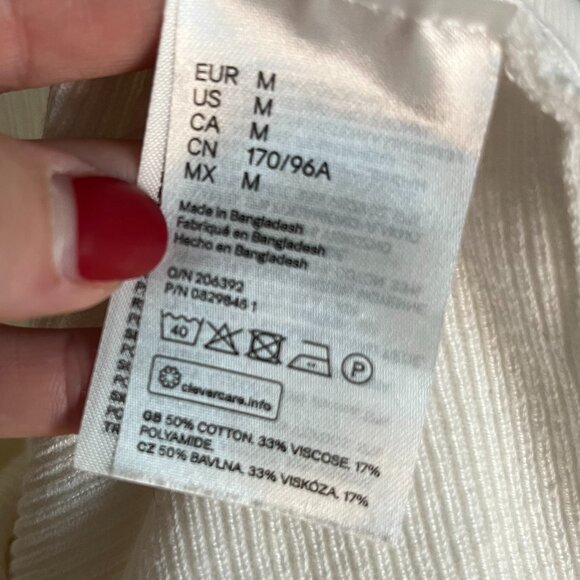 EUR M
US M
CA M
CN 170/96A
MX M
Made in Bangladesh
Fabriqué en Bangladesh
Hecho en Bangladesh
O/N 206392
P/N 0829848 1
40
P
clevercare.info
GB 50% COTTON, 33% VISCOSE, 17%
POLYAMIDE,
CZ 50% BAVLNA, 33% VISKÓZA, 17%